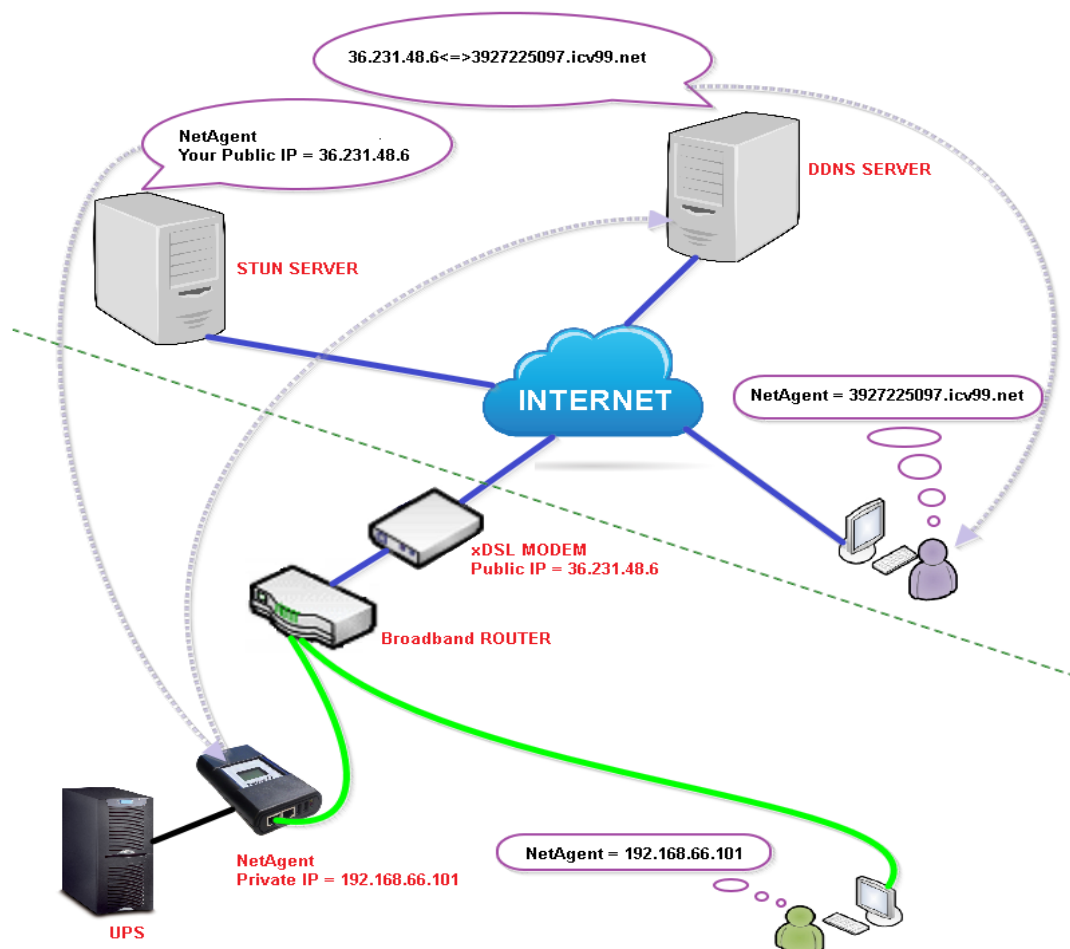 36.231.48.6<=>3927225097.icv99.net
NetAgent
Your Public IP = 36.231.48.6
DDNS SERVER
STUN SERVER
INTERNET
NetAgent = 3927225097.icv99.net
xDSL MODEM
Public IP = 36.231.48.6
Broadband ROUTER
NetAgent
Private IP = 192.168.66.101
NetAgent = 192.168.66.101
UPS